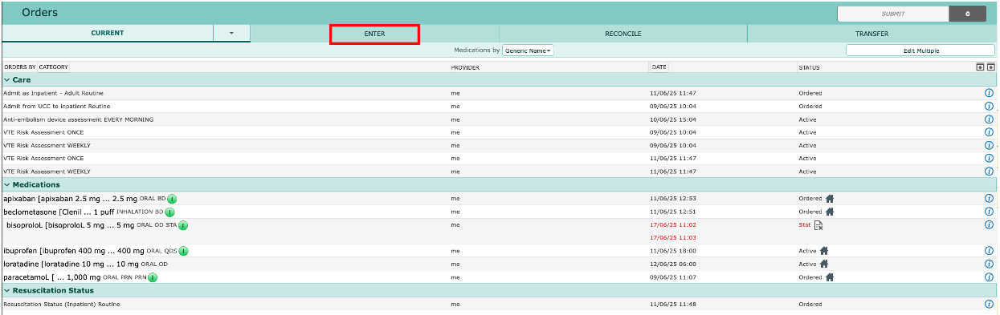 Orders
SUBMIT 0
CURRENT ENTER RECONCILE TRANSFER
Medications by Generic Name Edit Multiple
ORDERS BY CATEGORY PROVIDER DATE STATUS
Care
Admit as Inpatient - Adult Routine me 11/06/25 11:47 Ordered
Admit from UCC to Inpatient Routine me 09/06/25 10:04 Ordered
Anti-embolism device assessment EVERY MORNING me 10/06/25 15:04 Active
VTE Risk Assessment ONCE me 09/06/25 10:04 Active
VTE Risk Assessment WEEKLY me 09/06/25 10:04 Active
VTE Risk Assessment ONCE me 11/06/25 11:47 Active
VTE Risk Assessment WEEKLY me 11/06/25 11:47 Active
Medications
apixaban [apixaban 2.5 mg ... 2.5 mg ORAL BD me 11/06/25 12:53 Ordered
beclometasone [Clenil ... 1 puff INHALATION BD me 11/06/25 12:51 Ordered
bisoproloL [bisoproloL 5 mg ... 5 mg ORAL OD STA me 17/06/25 11:02 Stat
17/06/25 11:03
ibuprofen [ibuprofen 400 mg ... 400 mg ORAL QDS me 11/06/25 18:00 Active
loratadine [loratadine 10 mg ... 10 mg ORAL OD me 12/06/25 06:00 Active
paracetamoL [ ... 1,000 mg ORAL PRN PRN me 09/06/25 11:07 Ordered
Resuscitation Status
Resuscitation Status (Inpatient) Routine me 11/06/25 11:48 Ordered